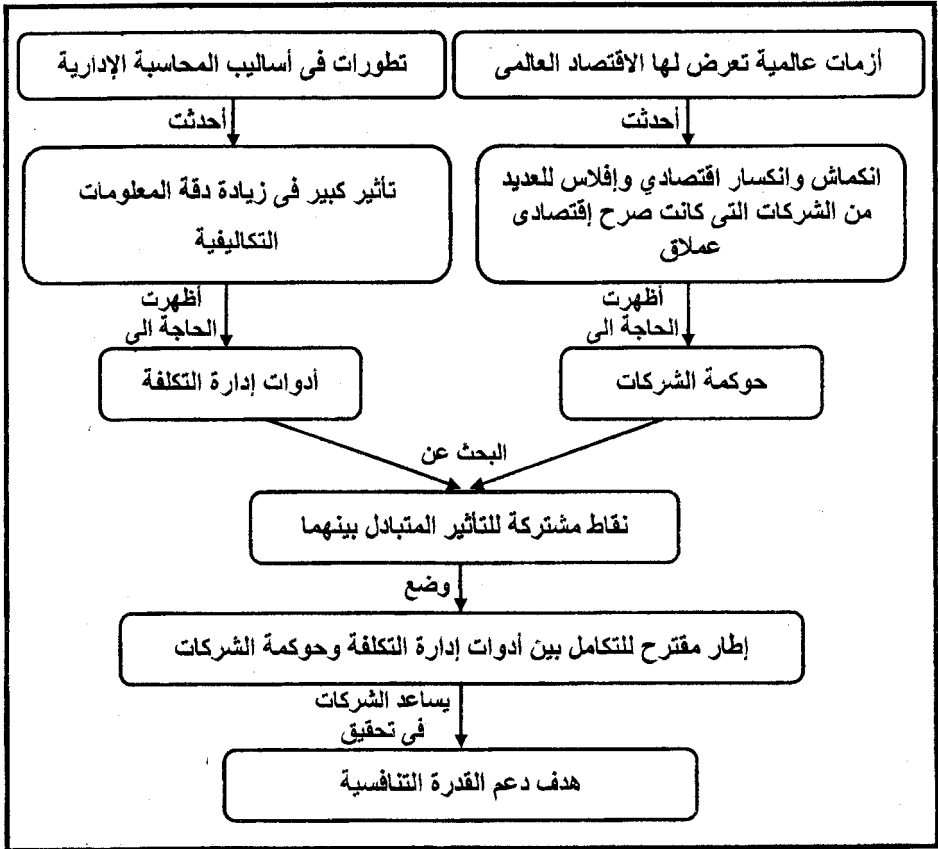 أزمات عالمية تعرض لها الاقتصاد العالمى
تطورات فى أساليب المحاسبة الإدارية
أحدثت
أحدثت
انكماش وانكسار اقتصادي وإفلاس للعديد
من الشركات التى كانت صرح إقتصادى
عملاق
تأثير كبير فى زيادة دقة المعلومات
التكاليفية
أظهرت
الحاجة الى
أظهرت
الحاجة الى
حوكمة الشركات
أدوات إدارة التكلفة
البحث عن
نقاط مشتركة للتأثير المتبادل بينهما
وضع
إطار مقترح للتكامل بين أدوات إدارة التكلفة وحوكمة الشركات
يساعد الشركات
فى تحقيق
هدف دعم القدرة التنافسية